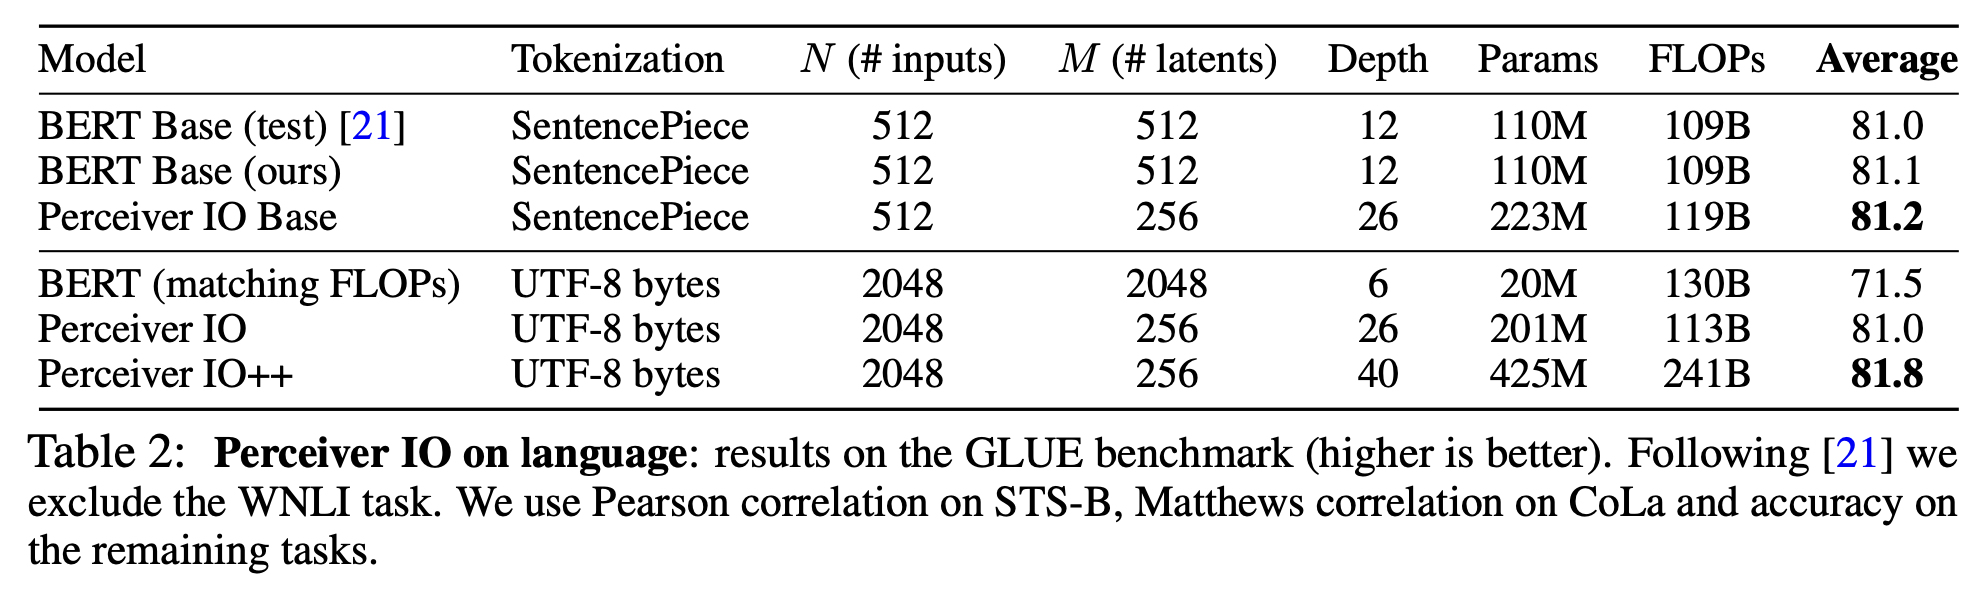 Model Tokenization N (# inputs) M (# latents) Depth Params FLOPs Average
BERT Base (test) [21] SentencePiece 512 512 12 110M 109B 81.0
BERT Base (ours) SentencePiece 512 512 12 110M 109B 81.1
Perceiver IO Base SentencePiece 512 256 26 223M 119B 81.2
BERT (matching FLOPs) UTF-8 bytes 2048 2048 6 20M 130B 71.5
Perceiver IO UTF-8 bytes 2048 256 26 201M 113B 81.0
Perceiver IO++ UTF-8 bytes 2048 256 40 425M 241B 81.8
Table 2: Perceiver IO on language: results on the GLUE benchmark (higher is better). Following [21] we
exclude the WNLI task. We use Pearson correlation on STS-B, Matthews correlation on CoLa and accuracy on
the remaining tasks.